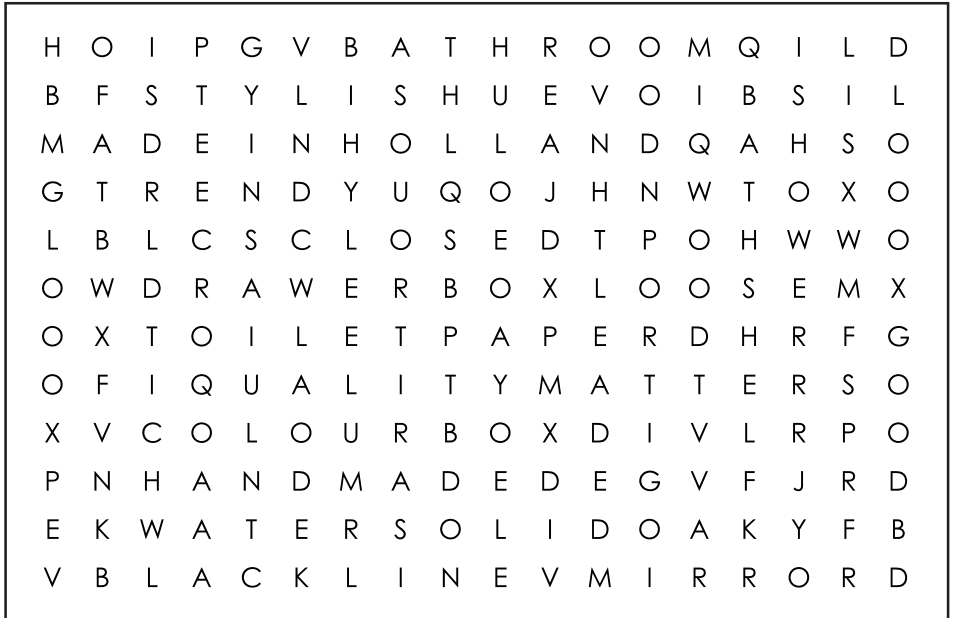 H O I P G V B A T H R O O M Q I L D
B F S T Y L I S H U E V O I B S I L
M A D E I N H O L L A N D Q A H S O
G T R E N D Y U Q O J H N W T O X O
L B L C S C L O S E D T P O H W W O
O W D R A W E R B O X L O O S E M X
O X T O I L E T P A P E R D H R F G
O F I Q U A L I T Y M A T T E R S O
X V C O L O U R B O X D I V L R P O
P N H A N D M A D E D E G V F J R D
E K W A T E R S O L I D O A K Y F B
V B L A C K L I N E V M I R R O R D